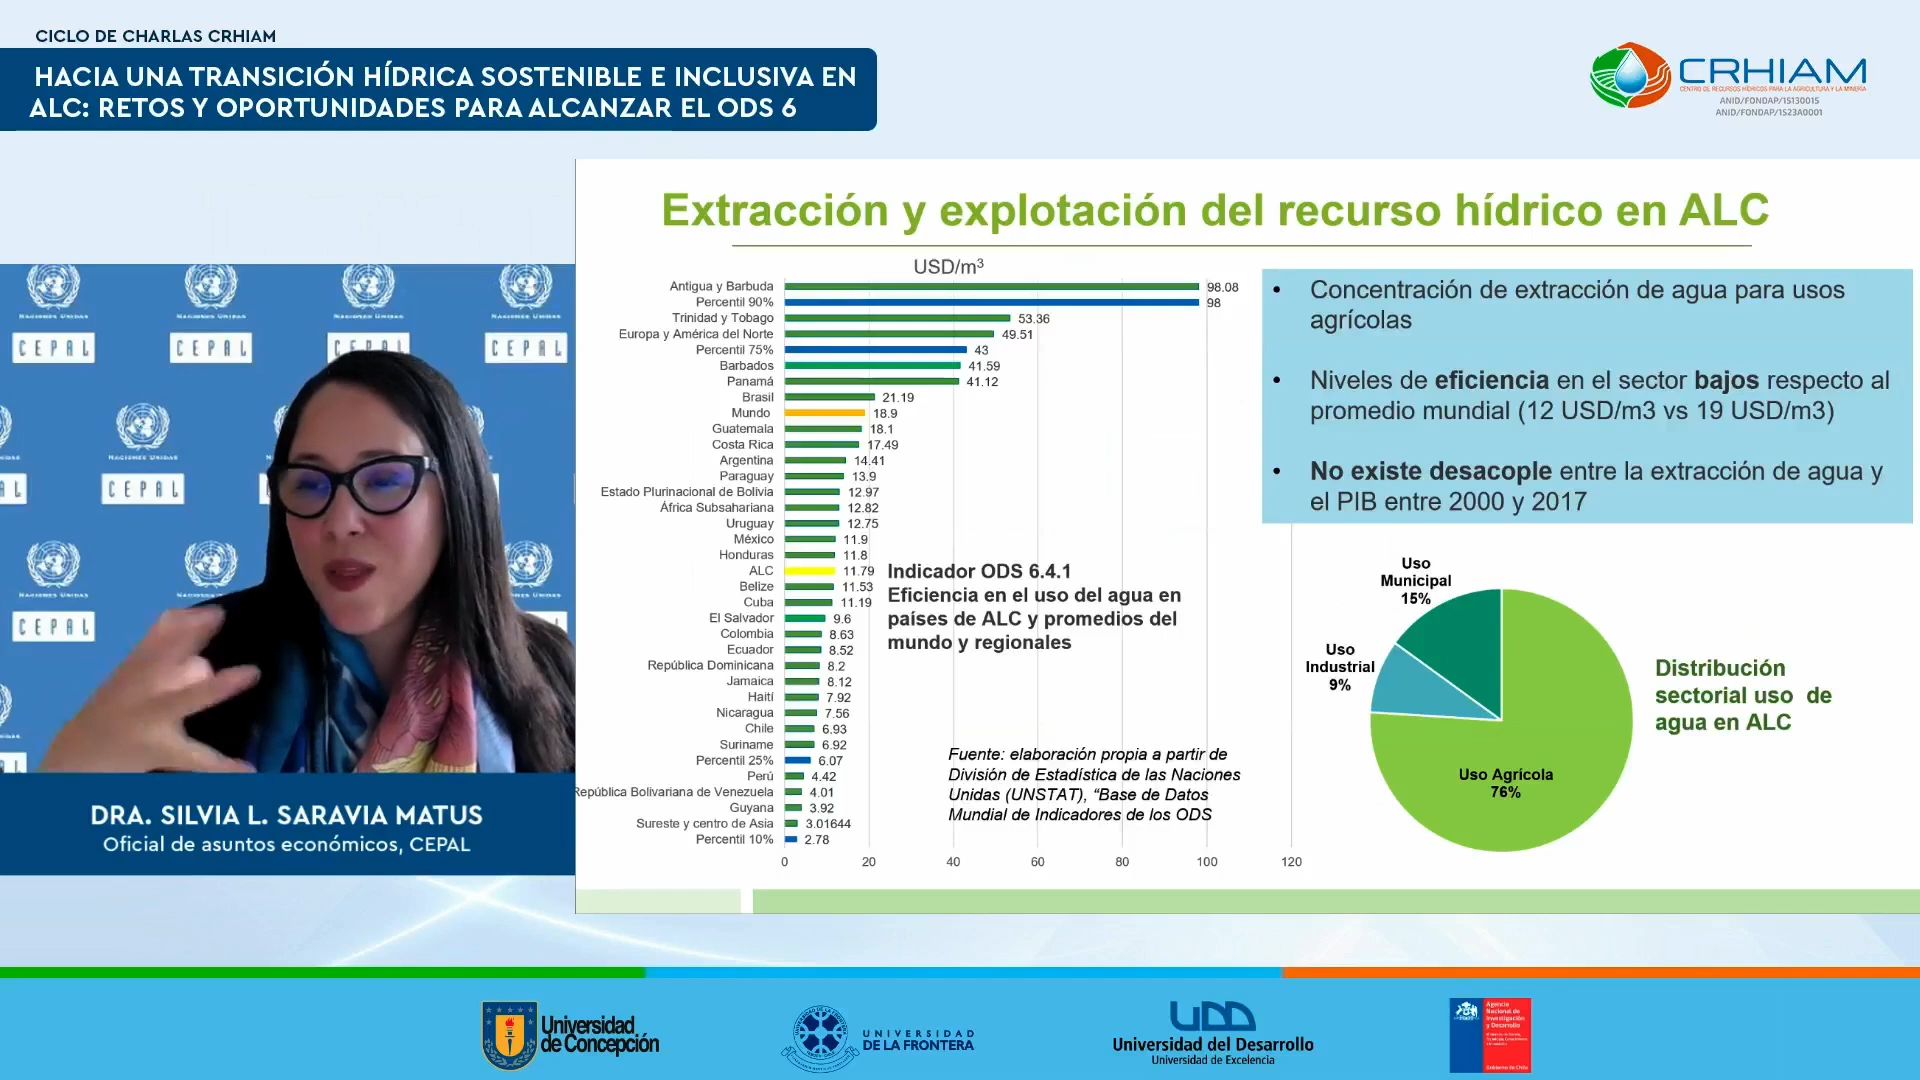 CICLO DE CHARLAS CRHIAM
HACIA UNA TRANSICIÓN HÍDRICA SOSTENIBLE E INCLUSIVA EN
ALC: RETOS Y OPORTUNIDADES PARA ALCANZAR EL ODS 6
CRHIAM
CENTRO DE RECURSOS HÍDRICOS PARA LA AGRICULTURA Y LA MINERÍA
ANID/FONDAP/15130015
ANID/FONDAP/1523A0001
Extracción y explotación del recurso hídrico en ALC
USD/m³
Antigua y Barbuda 98.08
Percentil 90% 98
Trinidad y Tobago 53.36
Europa y América del Norte 49.51
Percentil 75% 43
Barbados 41.59
Panamá 41.12
Brasil 21.19
Mundo 18.9
Guatemala 18.1
Costa Rica 17.49
Argentina 14.41
Paraguay 13.9
Estado Plurinacional de Bolivia 12.97
África Subsahariana 12.82
Uruguay 12.75
México 11.9
Honduras 11.8
ALC 11.79
Belize 11.53
Cuba 11.19
El Salvador 9.6
Colombia 8.63
Ecuador 8.52
República Dominicana 8.2
Jamaica 8.12
Haití 7.92
Nicaragua 7.56
Chile 6.93
Suriname 6.92
Percentil 25% 6.07
Perú 4.42
República Bolivariana de Venezuela 4.01
Guyana 3.92
Sureste y centro de Asia 3.01644
Percentil 10% 2.78
0 20 40 60 80 100 120
Indicador ODS 6.4.1
Eficiencia en el uso del agua en
países de ALC y promedios del
mundo y regionales
Fuente: elaboración propia a partir de
División de Estadística de las Naciones
Unidas (UNSTAT), “Base de Datos
Mundial de Indicadores de los ODS
• Concentración de extracción de agua para usos
agrícolas
• Niveles de eficiencia en el sector bajos respecto al
promedio mundial (12 USD/m3 vs 19 USD/m3)
• No existe desacople entre la extracción de agua y
el PIB entre 2000 y 2017
Uso
Municipal
15%
Uso
Industrial
9%
Uso Agrícola
76%
Distribución
sectorial uso de
agua en ALC
NACIONES UNIDAS
CEPAL
CEPAL
CEPAL
CEPAL
NACIONES UNIDAS
CEPAL
CEPAL
DRA. SILVIA L. SARAVIA MATUS
Oficial de asuntos económicos, CEPAL
Universidad
de Concepción
UNIVERSIDAD
DE LA FRONTERA
UDD
Universidad del Desarrollo
Universidad de Excelencia
Agencia
Nacional de
Investigación
y Desarrollo
Gobierno de Chile